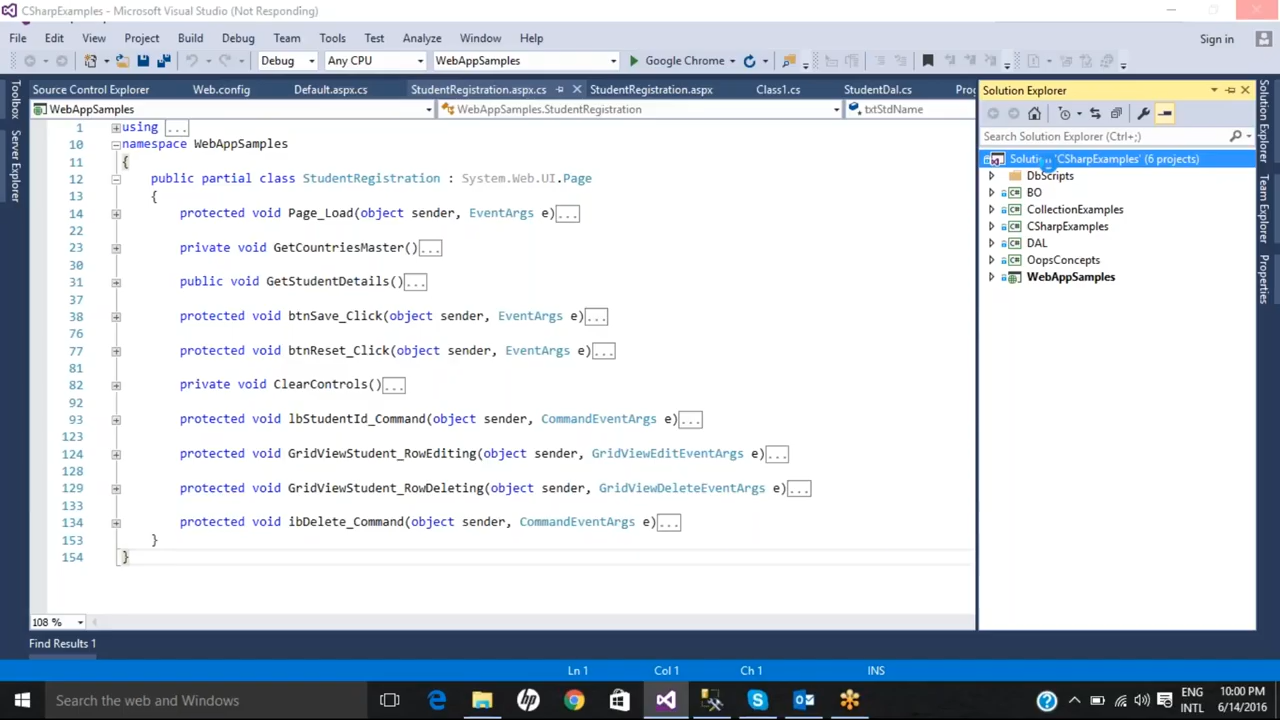 CSharpExamples - Microsoft Visual Studio (Not Responding)
File Edit View Project Build Debug Team Tools Test Analyze Window Help Sign in
Debug Any CPU WebAppSamples Google Chrome
Toolbox
Server Explorer
Source Control Explorer Web.config Default.aspx.cs StudentRegistration.aspx.cs StudentRegistration.aspx Class1.cs StudentDal.cs
WebAppSamples WebAppSamples.StudentRegistration txtStdName
1 using ...
10 namespace WebAppSamples
11 {
12 public partial class StudentRegistration : System.Web.UI.Page
13 {
14 protected void Page_Load(object sender, EventArgs e)...
22
23 private void GetCountriesMaster()...
30
31 public void GetStudentDetails()...
37
38 protected void btnSave_Click(object sender, EventArgs e)...
76
77 protected void btnReset_Click(object sender, EventArgs e)...
81
82 private void ClearControls()...
92
93 protected void lbStudentId_Command(object sender, CommandEventArgs e)...
123
124 protected void GridViewStudent_RowEditing(object sender, GridViewEditEventArgs e)...
128
129 protected void GridViewStudent_RowDeleting(object sender, GridViewDeleteEventArgs e)...
133
134 protected void ibDelete_Command(object sender, CommandEventArgs e)...
153 }
154 }
108 %
Solution Explorer
Search Solution Explorer (Ctrl+;)
'CSharpExamples' (6 projects)
DbScripts
BO
CollectionExamples
CSharpExamples
DAL
OopsConcepts
WebAppSamples
Solution Explorer
Team Explorer
Properties
Find Results 1
Ln 1 Col 1 Ch 1 INS
Search the web and Windows
ENG
INTL
10:00 PM
6/14/2016